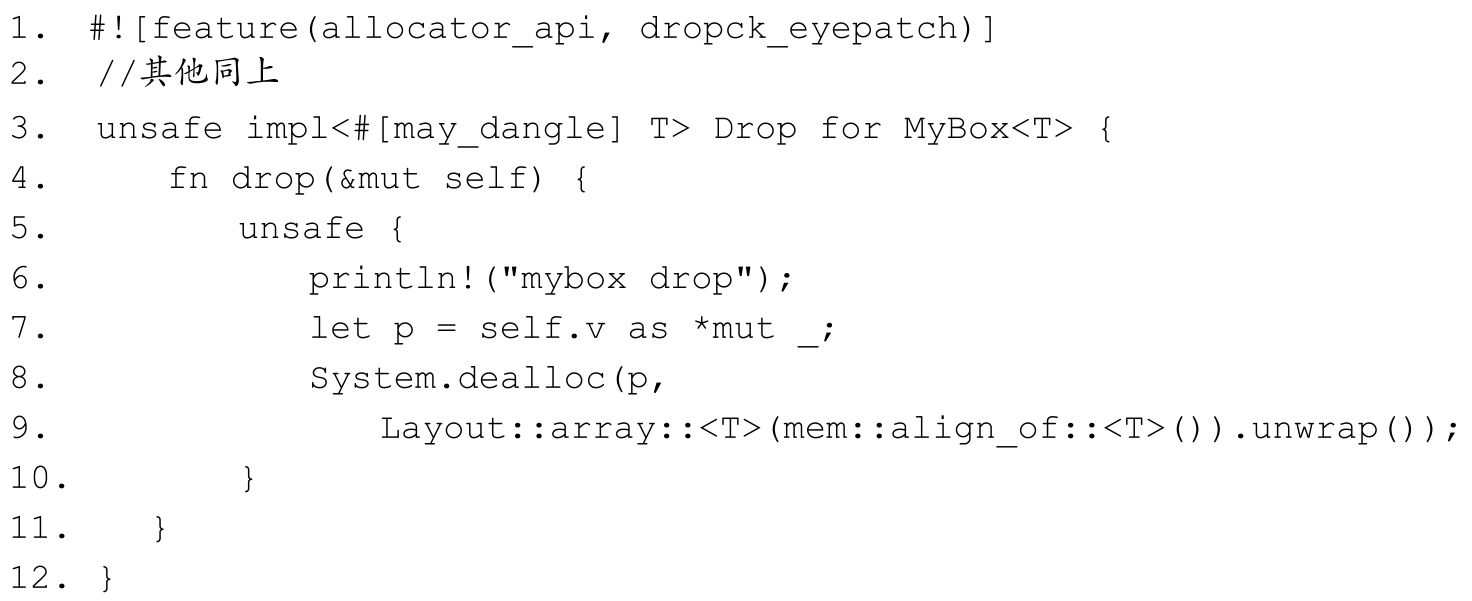 1. #![feature(allocator_api, dropck_eyepatch)]
2. //其他同上
3. unsafe impl<#[may_dangle] T> Drop for MyBox<T> {
4. fn drop(&mut self) {
5. unsafe {
6. println!("mybox drop");
7. let p = self.v as *mut _;
8. System.dealloc(p,
9. Layout::array::<T>(mem::align_of::<T>()).unwrap());
10. }
11. }
12. }